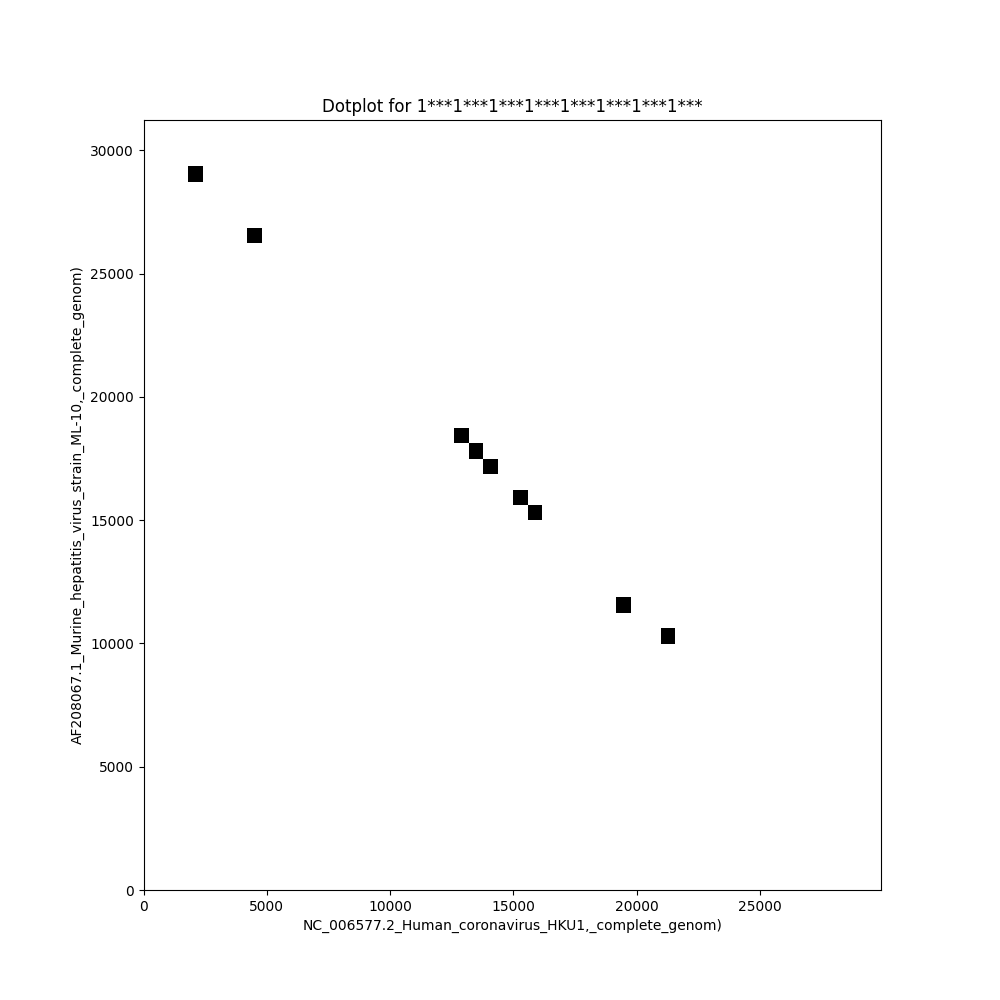 Dotplot for 1***1***1***1***1***1***1***1***
AF208067.1_Murine_hepatitis_virus_strain_ML-10,_complete_genom)
30000
25000
20000
15000
10000
5000
0
0 5000 10000 15000 20000 25000
NC_006577.2_Human_coronavirus_HKU1,_complete_genom)